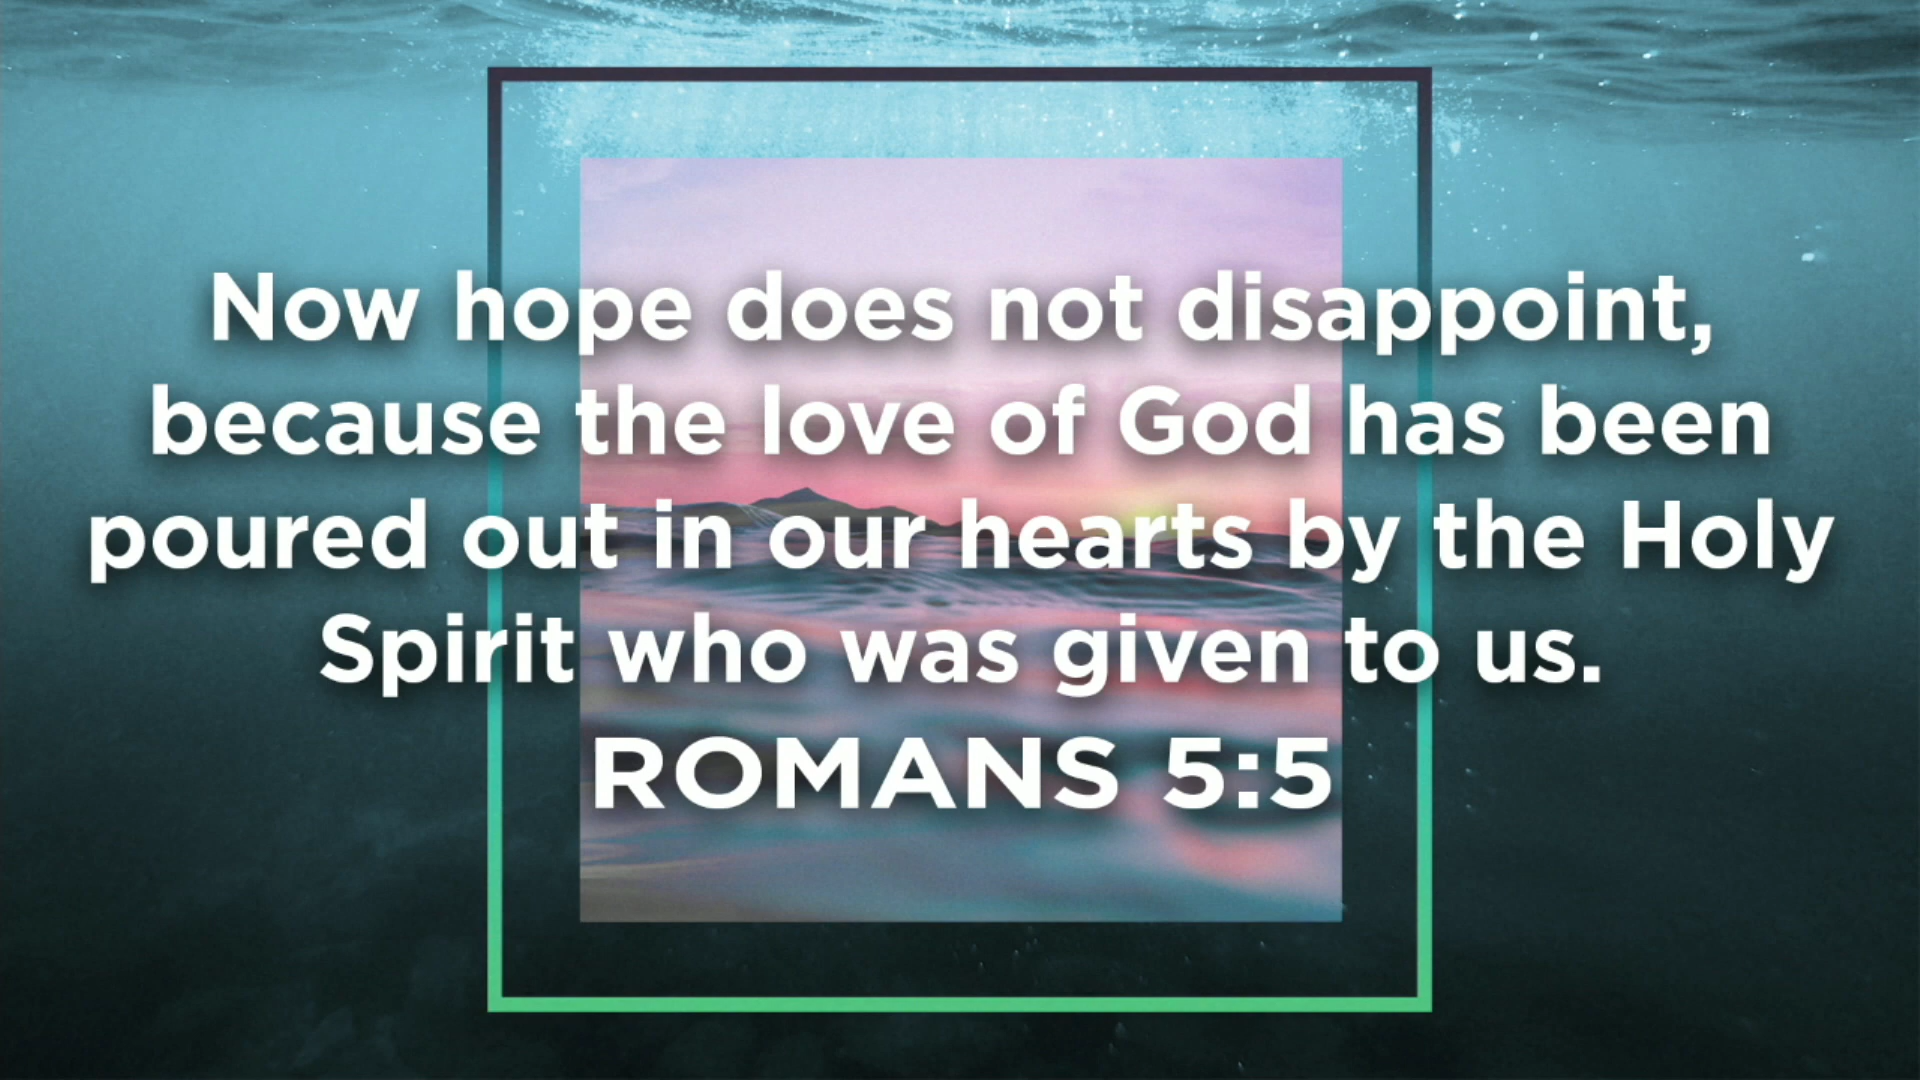 Now hope does not disappoint,
because the love of God has been
poured out in our hearts by the Holy
Spirit who was given to us.
ROMANS 5:5